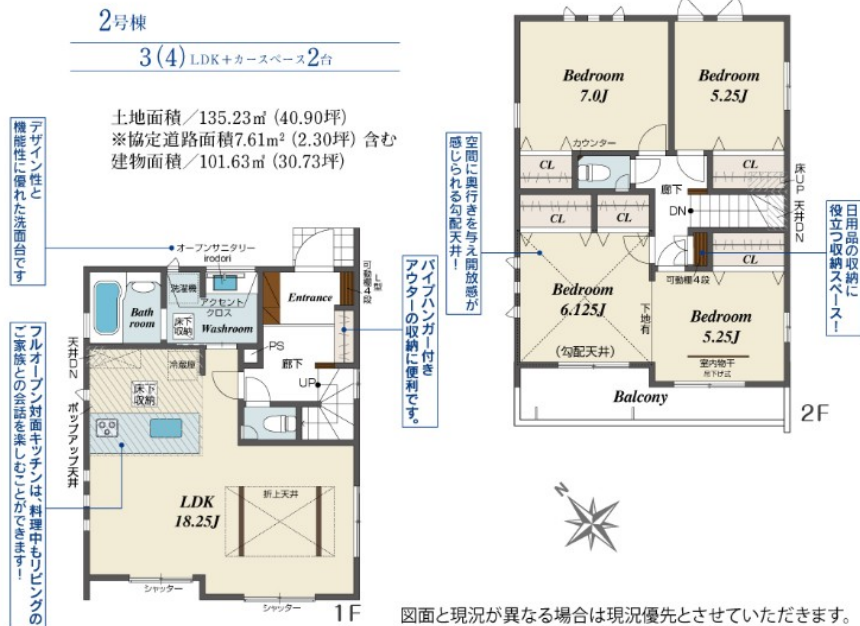 2号棟
3(4)LDK+カースペース2台
土地面積／135.23㎡ (40.90坪)
※協定道路面積7.61m² (2.30坪) 含む
建物面積／101.63㎡ (30.73坪)
デザイン性と
機能性に優れた洗面台です
オープンサニタリー
irodori
洗濯機
アクセント
クロス
床下
収納
Washroom
Bath
room
Entrance
可動棚4段
L型
パイプハンガー付き
アウターの収納に便利です。
PS
廊下
UP
天井DN
冷蔵庫
床下
収納
ポップアップ天井
フルオープン対面キッチンは、料理中もリビングの
ご家族との会話を楽しむことができます！
LDK
18.25J
折上天井
シャッター
シャッター
1F
Bedroom
7.0J
Bedroom
5.25J
カウンター
CL
CL
廊下
DN
床UP
天井DN
空間に奥行きを与え開放感が
感じられる勾配天井！
CL
CL
日用品の収納に
役立つ収納スペース！
CL
可動棚4段
Bedroom
6.125J
(勾配天井)
下地有
Bedroom
5.25J
室内物干
吊下げ式
Balcony
2F
N
図面と現況が異なる場合は現況優先とさせていただきます。